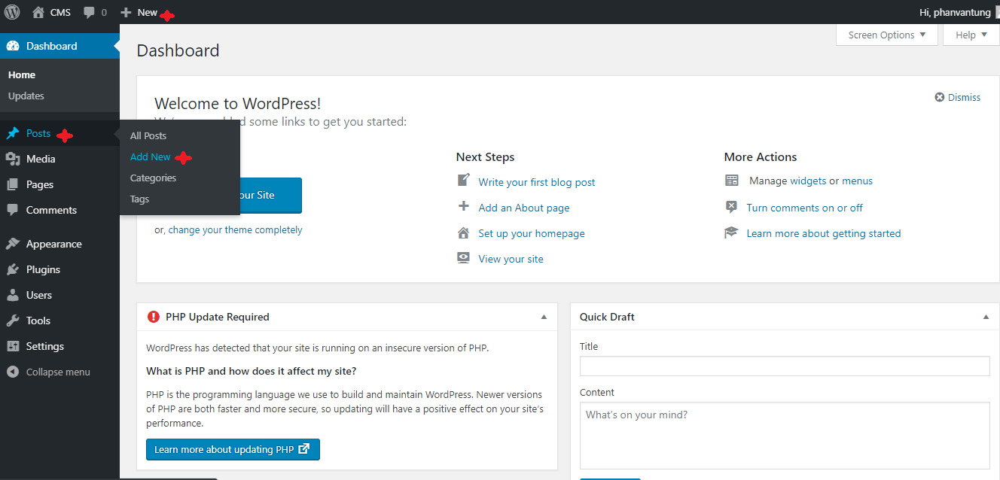 CMS 0 New Hi, phanvantung
Screen Options Help
Dashboard
Home
Updates
Posts
Media
Pages
Comments
Appearance
Plugins
Users
Tools
Settings
Collapse menu
All Posts
Add New
Categories
Tags
Dashboard
Welcome to WordPress!
some links to get you started:
Dismiss
our Site
or, change your theme completely
Next Steps
Write your first blog post
Add an About page
Set up your homepage
View your site
More Actions
Manage widgets or menus
Turn comments on or off
Learn more about getting started
PHP Update Required
WordPress has detected that your site is running on an insecure version of PHP.
What is PHP and how does it affect my site?
PHP is the programming language we use to build and maintain WordPress. Newer versions
of PHP are both faster and more secure, so updating will have a positive effect on your site's
performance.
Learn more about updating PHP
Quick Draft
Title
Content
What's on your mind?